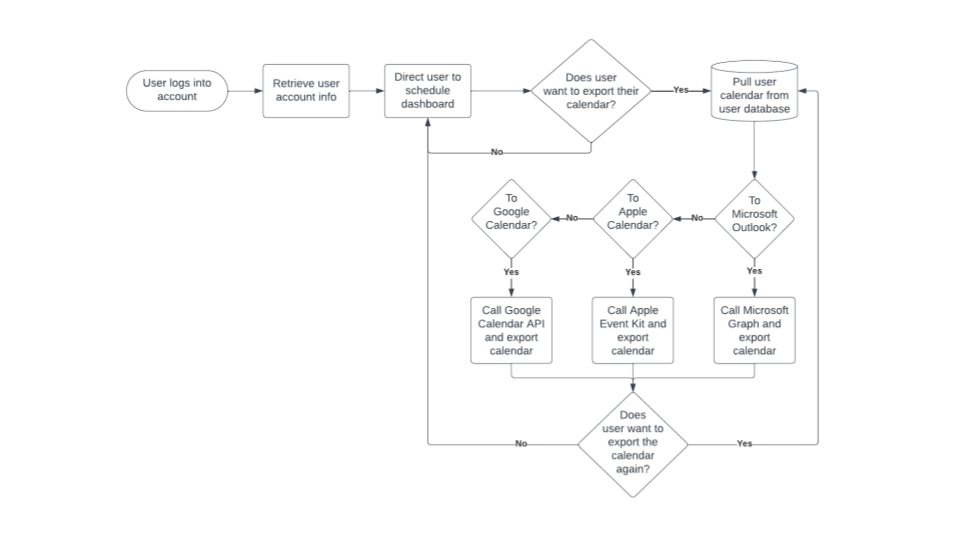 User logs into
account
Retrieve user
account info
Direct user to
schedule
dashboard
Does user
want to export their
calendar?
Yes
Pull user
calendar from
user database
No
To
Google
Calendar?
No
To
Apple
Calendar?
No
To
Microsoft
Outlook?
Yes
Yes
Yes
Call Google
Calendar API
and export
calendar
Call Apple
Event Kit and
export
calendar
Call Microsoft
Graph and
export
calendar
No
Does
user want to
export the
calendar
again?
Yes